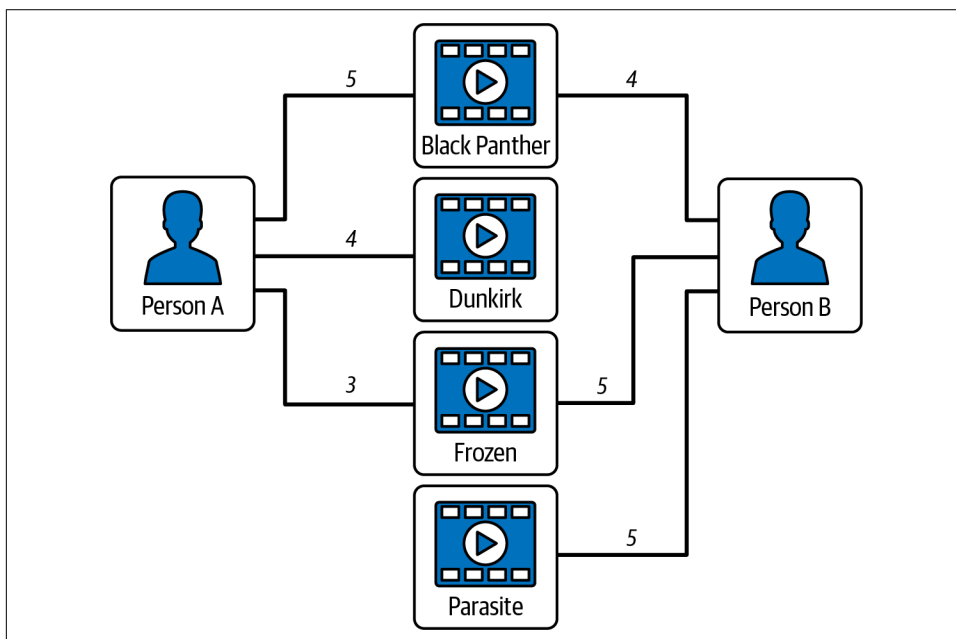 5
4
Black Panther
4
Person A
Dunkirk
Person B
3
5
Frozen
5
Parasite